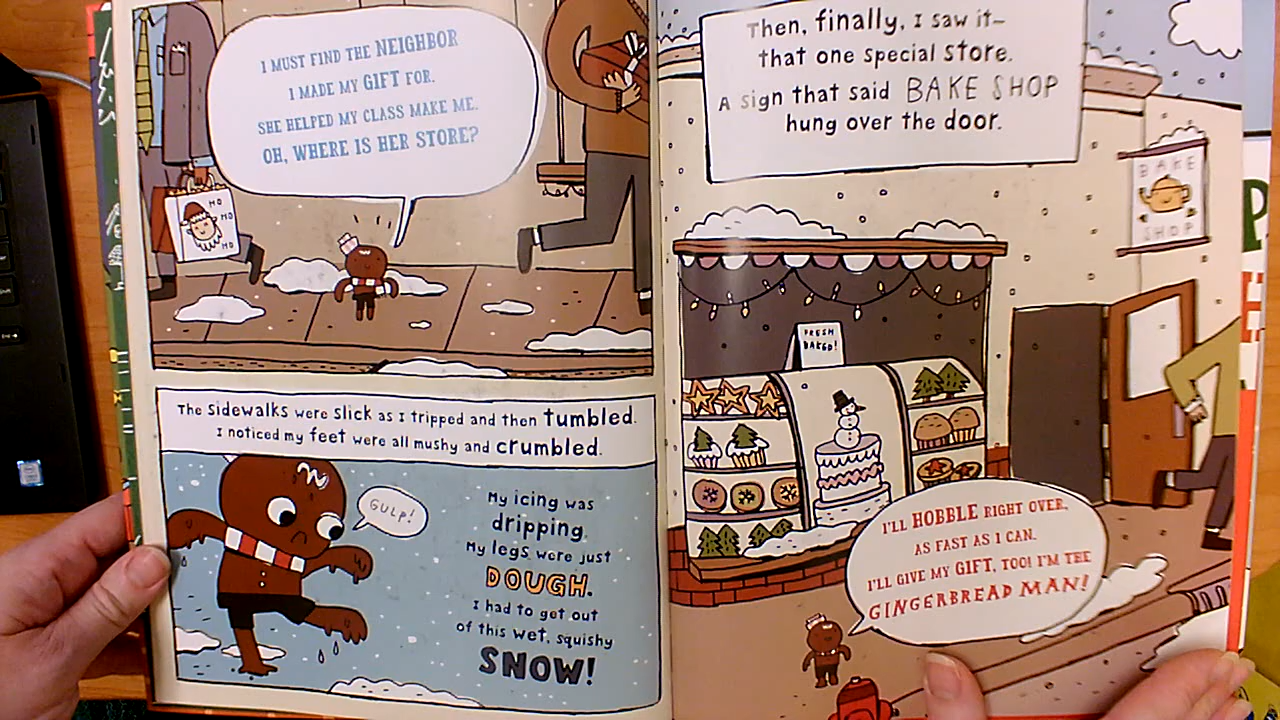 I MUST FIND THE NEIGHBOR
I MADE MY GIFT FOR.
SHE HELPED MY CLASS MAKE ME.
OH, WHERE IS HER STORE?
HO
HO
HO
The sidewalks were slick as I tripped and then tumbled.
I noticed my feet were all mushy and crumbled.
GULP!
My icing was
dripping.
My legs were just
DOUGH.
I had to get out
of this wet, squishy
SNOW!
Then, finally, I saw it—
that one special store.
A sign that said BAKE SHOP
hung over the door.
BAKE
SHOP
FRESH
BAKED!
I'LL HOBBLE RIGHT OVER,
AS FAST AS I CAN.
I'LL GIVE MY GIFT, TOO! I'M THE
GINGERBREAD MAN!